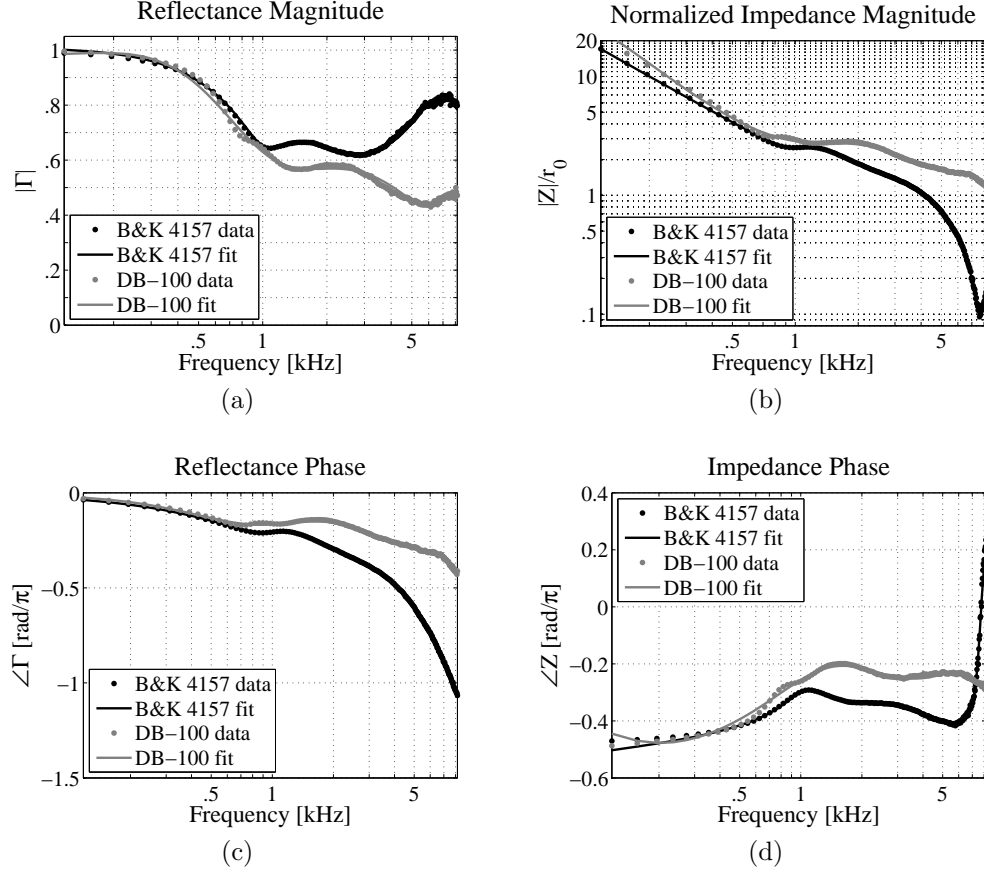 Reflectance Magnitude
1
.8
.6
.4
.2
0
|Γ|
B&K 4157 data
B&K 4157 fit
DB−100 data
DB−100 fit
.5 1 5
Frequency [kHz]
(a)
Normalized Impedance Magnitude
20
10
5
1
.5
.1
|Z|/r0
B&K 4157 data
B&K 4157 fit
DB−100 data
DB−100 fit
.5 1 5
Frequency [kHz]
(b)
Reflectance Phase
0
−0.5
−1
−1.5
∠Γ [rad/π]
B&K 4157 data
B&K 4157 fit
DB−100 data
DB−100 fit
.5 1 5
Frequency [kHz]
(c)
Impedance Phase
0.4
0.2
0
−0.2
−0.4
−0.6
∠Z [rad/π]
B&K 4157 data
B&K 4157 fit
DB−100 data
DB−100 fit
.5 1 5
Frequency [kHz]
(d)